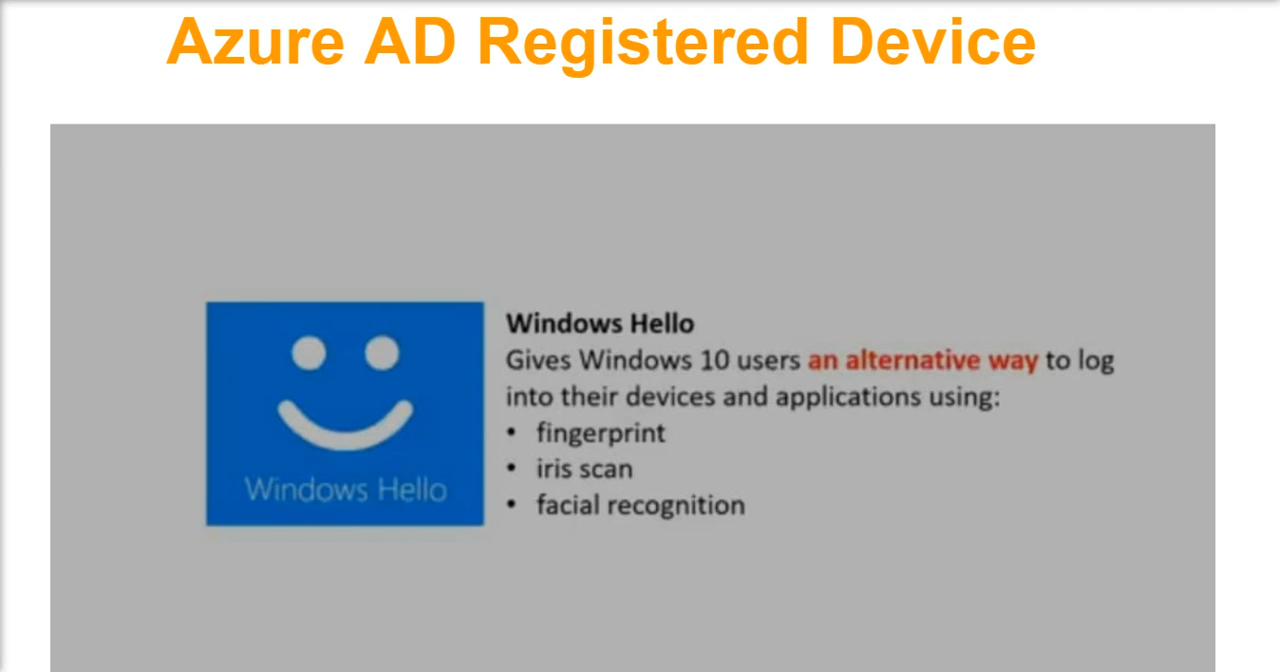 Azure AD Registered Device
Windows Hello
Windows Hello
Gives Windows 10 users an alternative way to log
into their devices and applications using:
• fingerprint
• iris scan
• facial recognition